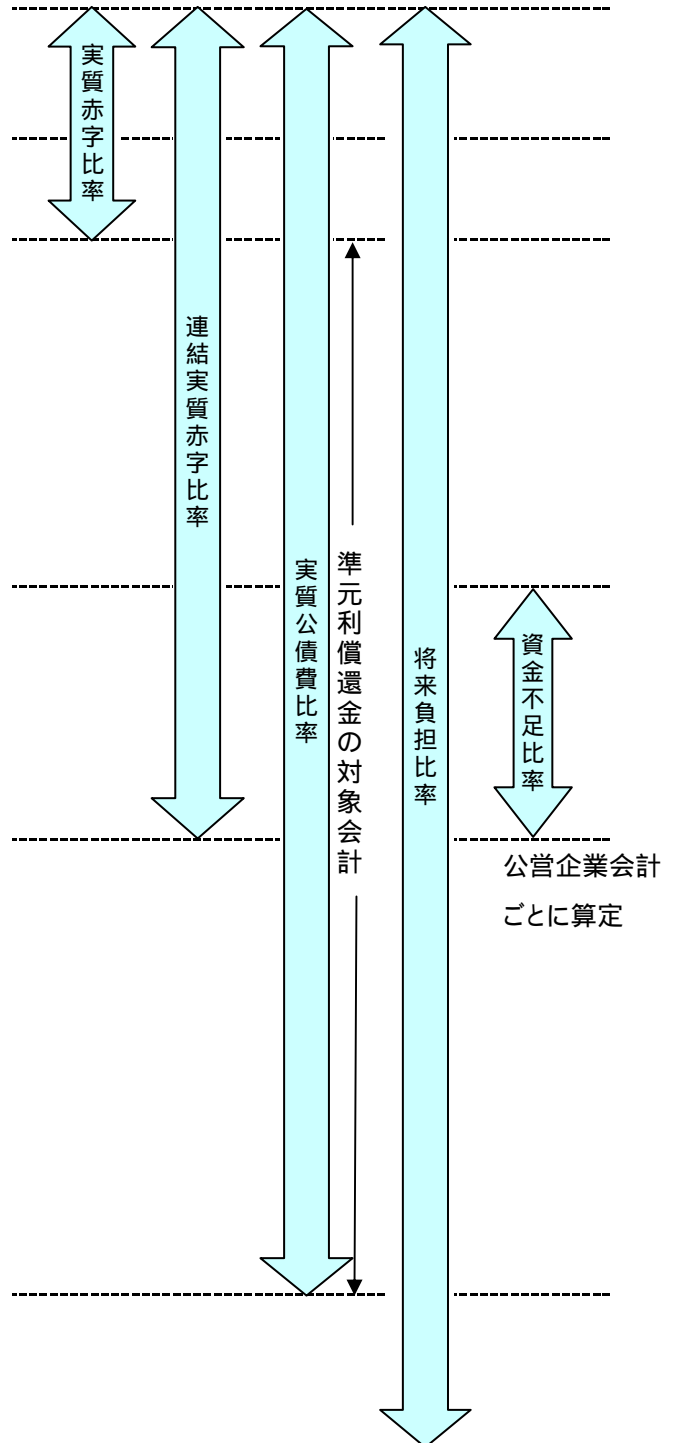 実質赤字比率
連結実質赤字比率
実質公債費比率
準元利償還金の対象会計
将来負担比率
資金不足比率
公営企業会計
ごとに算定